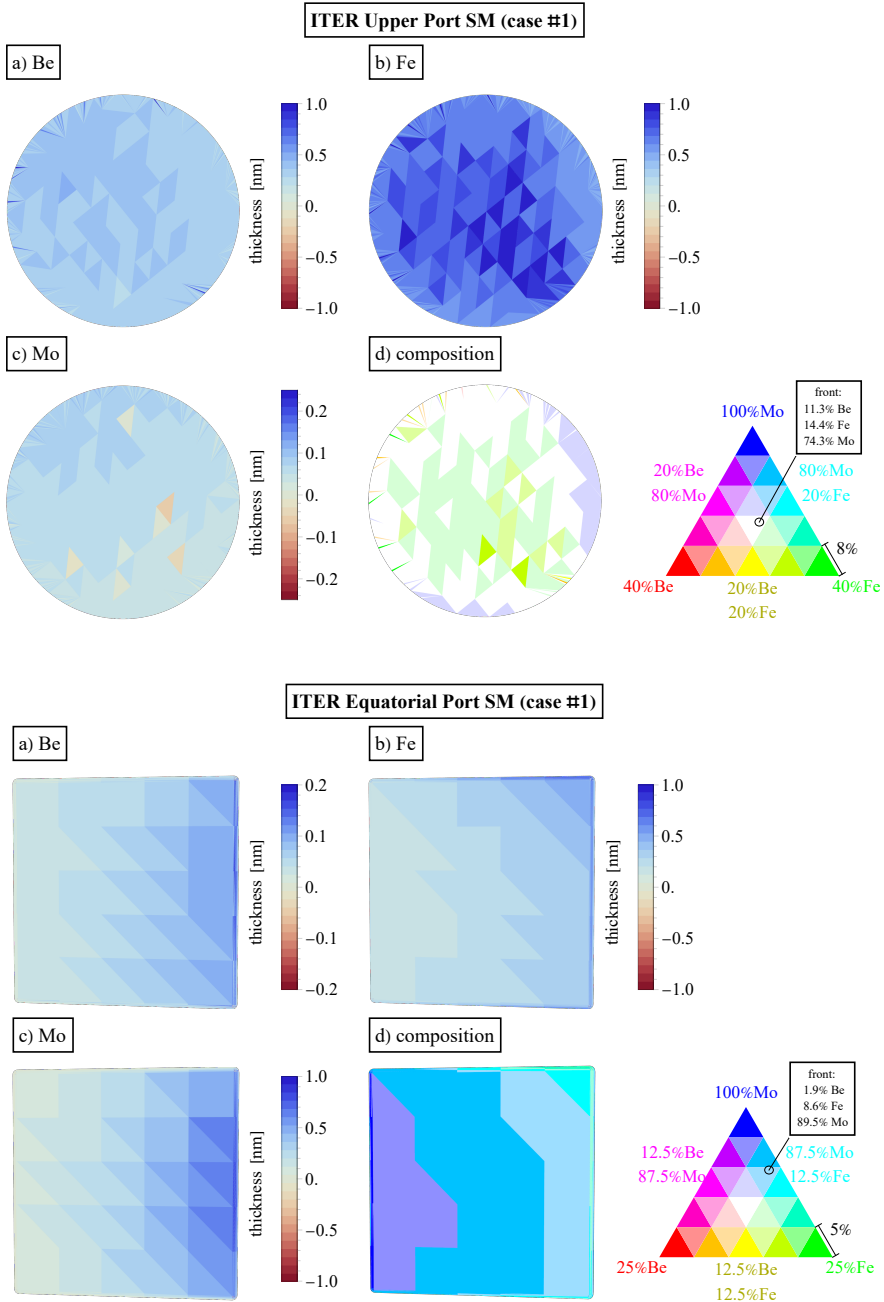 ITER Upper Port SM (case #1)
a) Be
b) Fe
1.0
0.5
0.
−0.5
−1.0
thickness [nm]
1.0
0.5
0.
−0.5
−1.0
thickness [nm]
c) Mo
d) composition
0.2
0.1
0.0
−0.1
−0.2
thickness [nm]
front:
11.3% Be
14.4% Fe
74.3% Mo
100%Mo
20%Be
80%Mo
80%Mo
20%Fe
8%
40%Be
20%Be
40%Fe
20%Fe
ITER Equatorial Port SM (case #1)
a) Be
b) Fe
0.2
0.1
0.
−0.1
−0.2
thickness [nm]
1.0
0.5
0.
−0.5
−1.0
thickness [nm]
c) Mo
d) composition
1.0
0.5
0.
−0.5
−1.0
thickness [nm]
front:
1.9% Be
8.6% Fe
89.5% Mo
100%Mo
12.5%Be
87.5%Mo
87.5%Mo
12.5%Fe
5%
25%Be
12.5%Be
25%Fe
12.5%Fe